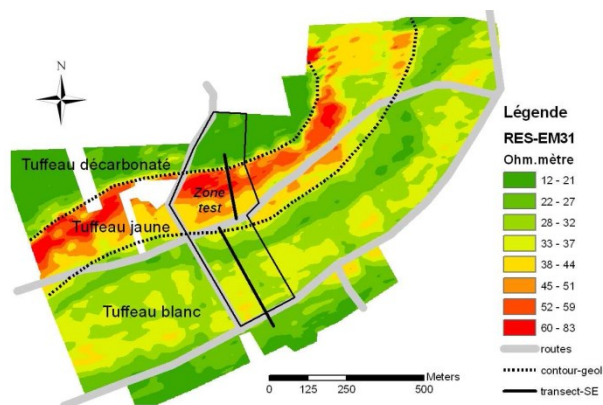 N
Tuffeau décarbonaté
Zone
test
Tuffeau jaune
Tuffeau blanc
Légende
RES-EM31
Ohm.mètre
12 - 21
22 - 27
28 - 32
33 - 37
38 - 44
45 - 51
52 - 59
60 - 83
routes
contour-geol
transect-SE
Meters
0 125 250 500